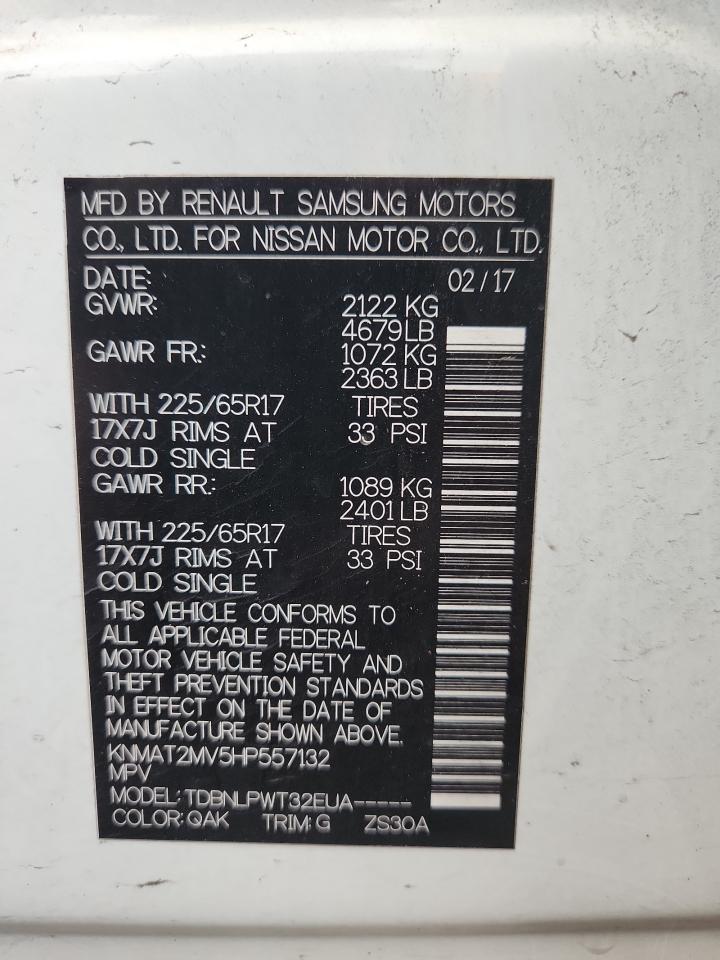 MFD BY RENAULT SAMSUNG MOTORS
CO., LTD. FOR NISSAN MOTOR CO., LTD.
DATE: 02/17
GVWR: 2122 KG
4679 LB
GAWR FR.: 1072 KG
2363 LB
WITH 225/65R17 TIRES
17X7J RIMS AT 33 PSI
COLD SINGLE
GAWR RR.: 1089 KG
2401 LB
WITH 225/65R17 TIRES
17X7J RIMS AT 33 PSI
COLD SINGLE
THIS VEHICLE CONFORMS TO
ALL APPLICABLE FEDERAL
MOTOR VEHICLE SAFETY AND
THEFT PREVENTION STANDARDS
IN EFFECT ON THE DATE OF
MANUFACTURE SHOWN ABOVE.
KNMAT2MV5HP557132
MPV
MODEL: TDBNLPWT32EUA-----
COLOR: QAK TRIM: G ZS30A